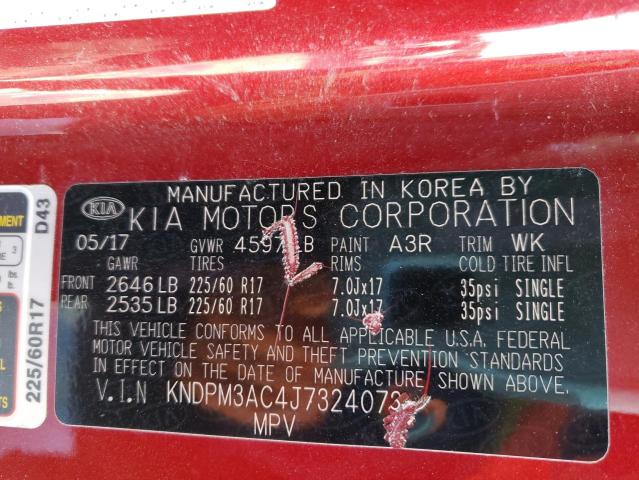 MANUFACTURED IN KOREA BY
KIA KIA MOTORS CORPORATION
05/17 GVWR PAINT A3R TRIM WK
GAWR TIRES RIMS COLD TIRE INFL
FRONT 2646 LB 225/60 R17 7.0Jx17 35psi SINGLE
REAR 2535 LB 225/60 R17 7.0Jx17 35psi SINGLE
THIS VEHICLE CONFORMS TO ALL APPLICABLE U.S.A. FEDERAL
MOTOR VEHICLE SAFETY AND THEFT PREVENTION STANDARDS
IN EFFECT ON THE DATE OF MANUFACTURE SHOWN ABOVE.
V.I.N KNDPM3AC4J7324073
MPV
D43
225/60R17